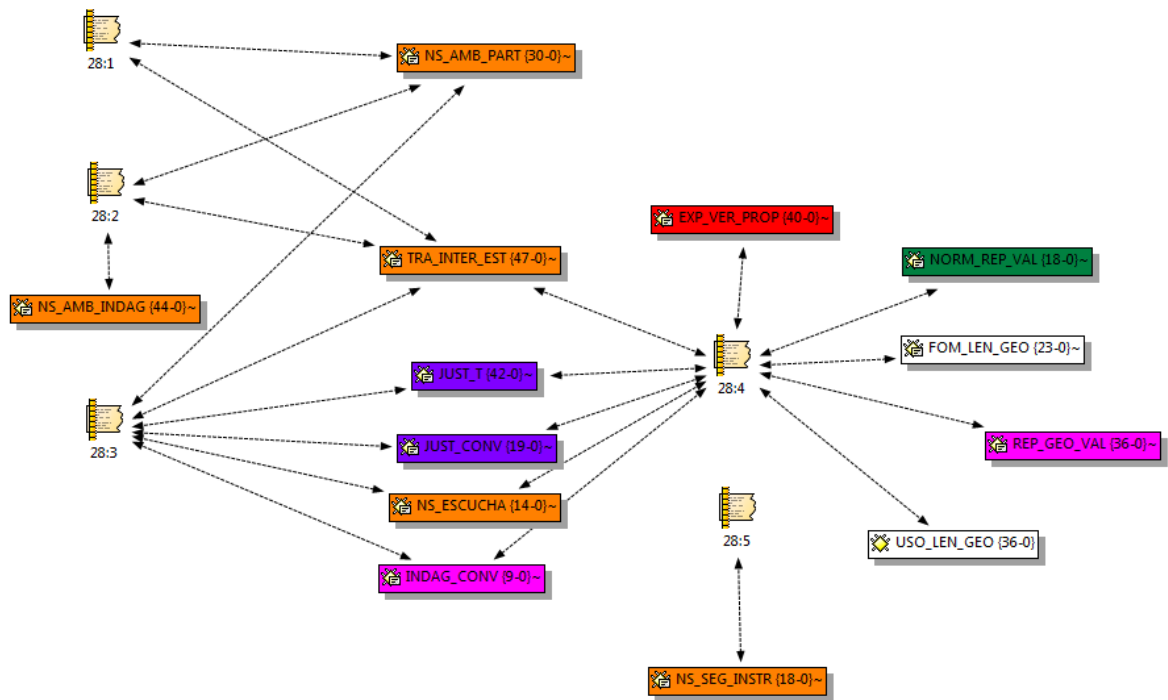 28:1
NS_AMB_PART {30-0}~
28:2
EXP_VER_PROP {40-0}~
TRA_INTER_EST {47-0}~
NORM_REP_VAL {18-0}~
NS_AMB_INDAG {44-0}~
FOM_LEN_GEO {23-0}~
JUST_T {42-0}~
28:4
28:3
JUST_CONV {19-0}~
REP_GEO_VAL {36-0}~
NS_ESCUCHA {14-0}~
28:5
USO_LEN_GEO {36-0}
INDAG_CONV {9-0}~
NS_SEG_INSTR {18-0}~